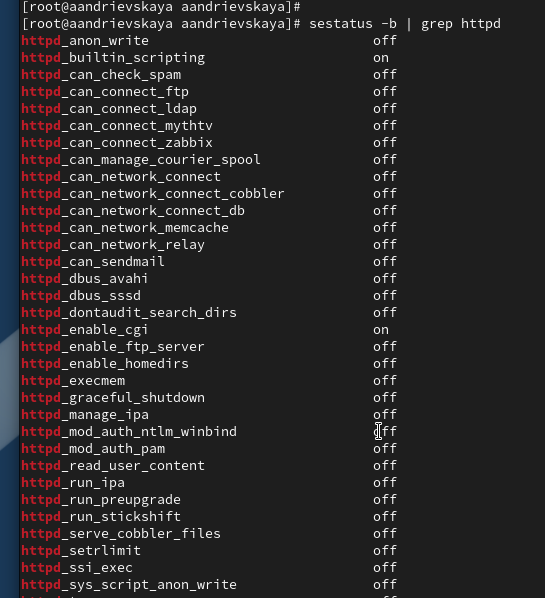 [root@aandrievskaya aandrievskaya]#
[root@aandrievskaya aandrievskaya]# sestatus -b | grep httpd
httpd_anon_write off
httpd_builtin_scripting on
httpd_can_check_spam off
httpd_can_connect_ftp off
httpd_can_connect_ldap off
httpd_can_connect_mythtv off
httpd_can_connect_zabbix off
httpd_can_manage_courier_spool off
httpd_can_network_connect off
httpd_can_network_connect_cobbler off
httpd_can_network_connect_db off
httpd_can_network_memcache off
httpd_can_network_relay off
httpd_can_sendmail off
httpd_dbus_avahi off
httpd_dbus_sssd off
httpd_dontaudit_search_dirs off
httpd_enable_cgi on
httpd_enable_ftp_server off
httpd_enable_homedirs off
httpd_execmem off
httpd_graceful_shutdown off
httpd_manage_ipa off
httpd_mod_auth_ntlm_winbind off
httpd_mod_auth_pam off
httpd_read_user_content off
httpd_run_ipa off
httpd_run_preupgrade off
httpd_run_stickshift off
httpd_serve_cobbler_files off
httpd_setrlimit off
httpd_ssi_exec off
httpd_sys_script_anon_write off